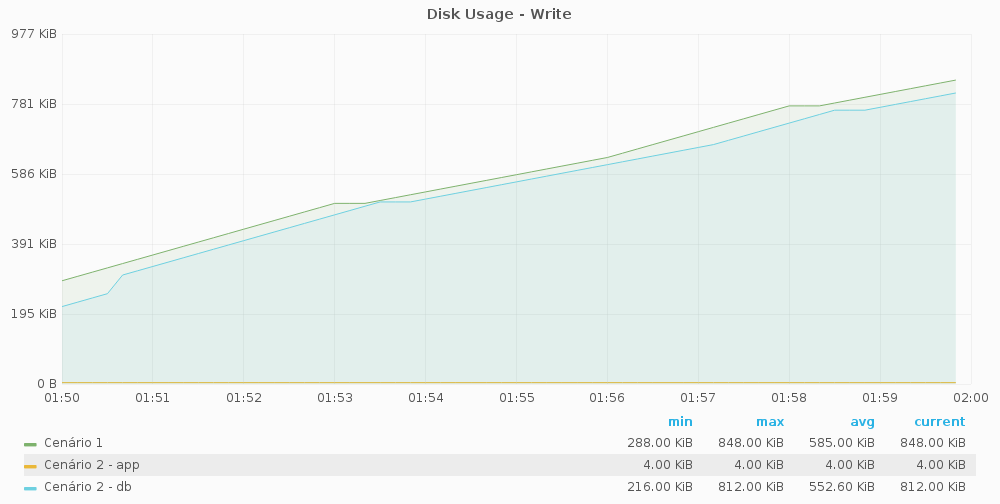 Disk Usage - Write
977 KiB
781 KiB
586 KiB
391 KiB
195 KiB
0 B
01:50 01:51 01:52 01:53 01:54 01:55 01:56 01:57 01:58 01:59 02:00
min max avg current
Cenário 1 288.00 KiB 848.00 KiB 585.00 KiB 848.00 KiB
Cenário 2 - app 4.00 KiB 4.00 KiB 4.00 KiB 4.00 KiB
Cenário 2 - db 216.00 KiB 812.00 KiB 552.60 KiB 812.00 KiB